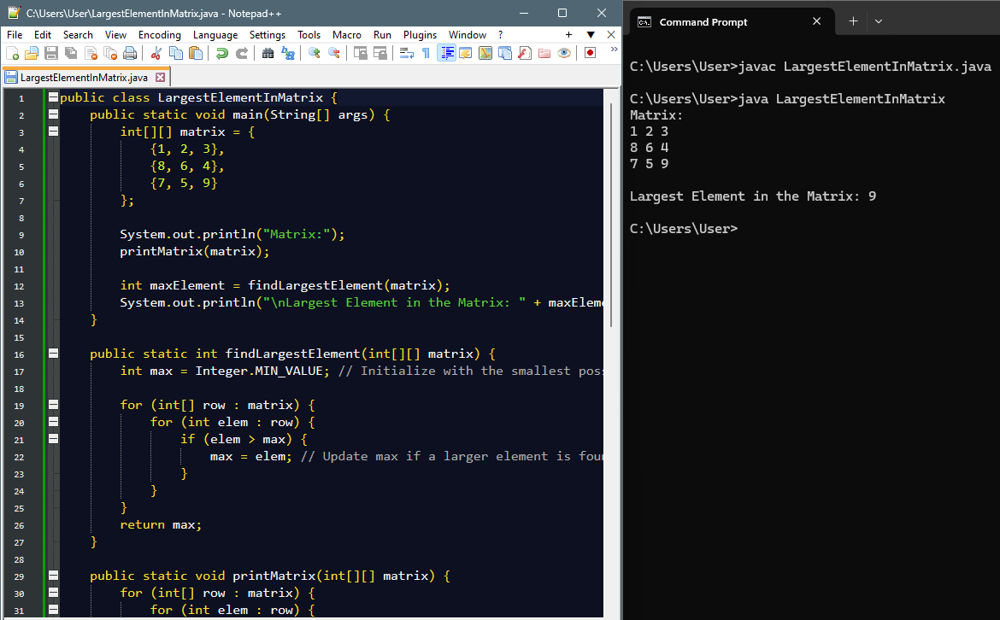 C:\Users\User\LargestElementInMatrix.java - Notepad++
File Edit Search View Encoding Language Settings Tools Macro Run Plugins Window ? + ▼ X
LargestElementInMatrix.java
1 public class LargestElementInMatrix {
2 public static void main(String[] args) {
3 int[][] matrix = {
4 {1, 2, 3},
5 {8, 6, 4},
6 {7, 5, 9}
7 };
8
9 System.out.println("Matrix:");
10 printMatrix(matrix);
11
12 int maxElement = findLargestElement(matrix);
13 System.out.println("\nLargest Element in the Matrix: " + maxEleme
14 }
15
16 public static int findLargestElement(int[][] matrix) {
17 int max = Integer.MIN_VALUE; // Initialize with the smallest poss
18
19 for (int[] row : matrix) {
20 for (int elem : row) {
21 if (elem > max) {
22 max = elem; // Update max if a larger element is four
23 }
24 }
25 }
26 return max;
27 }
28
29 public static void printMatrix(int[][] matrix) {
30 for (int[] row : matrix) {
31 for (int elem : row) {
Command Prompt
C:\Users\User>javac LargestElementInMatrix.java
C:\Users\User>java LargestElementInMatrix
Matrix:
1 2 3
8 6 4
7 5 9
Largest Element in the Matrix: 9
C:\Users\User>